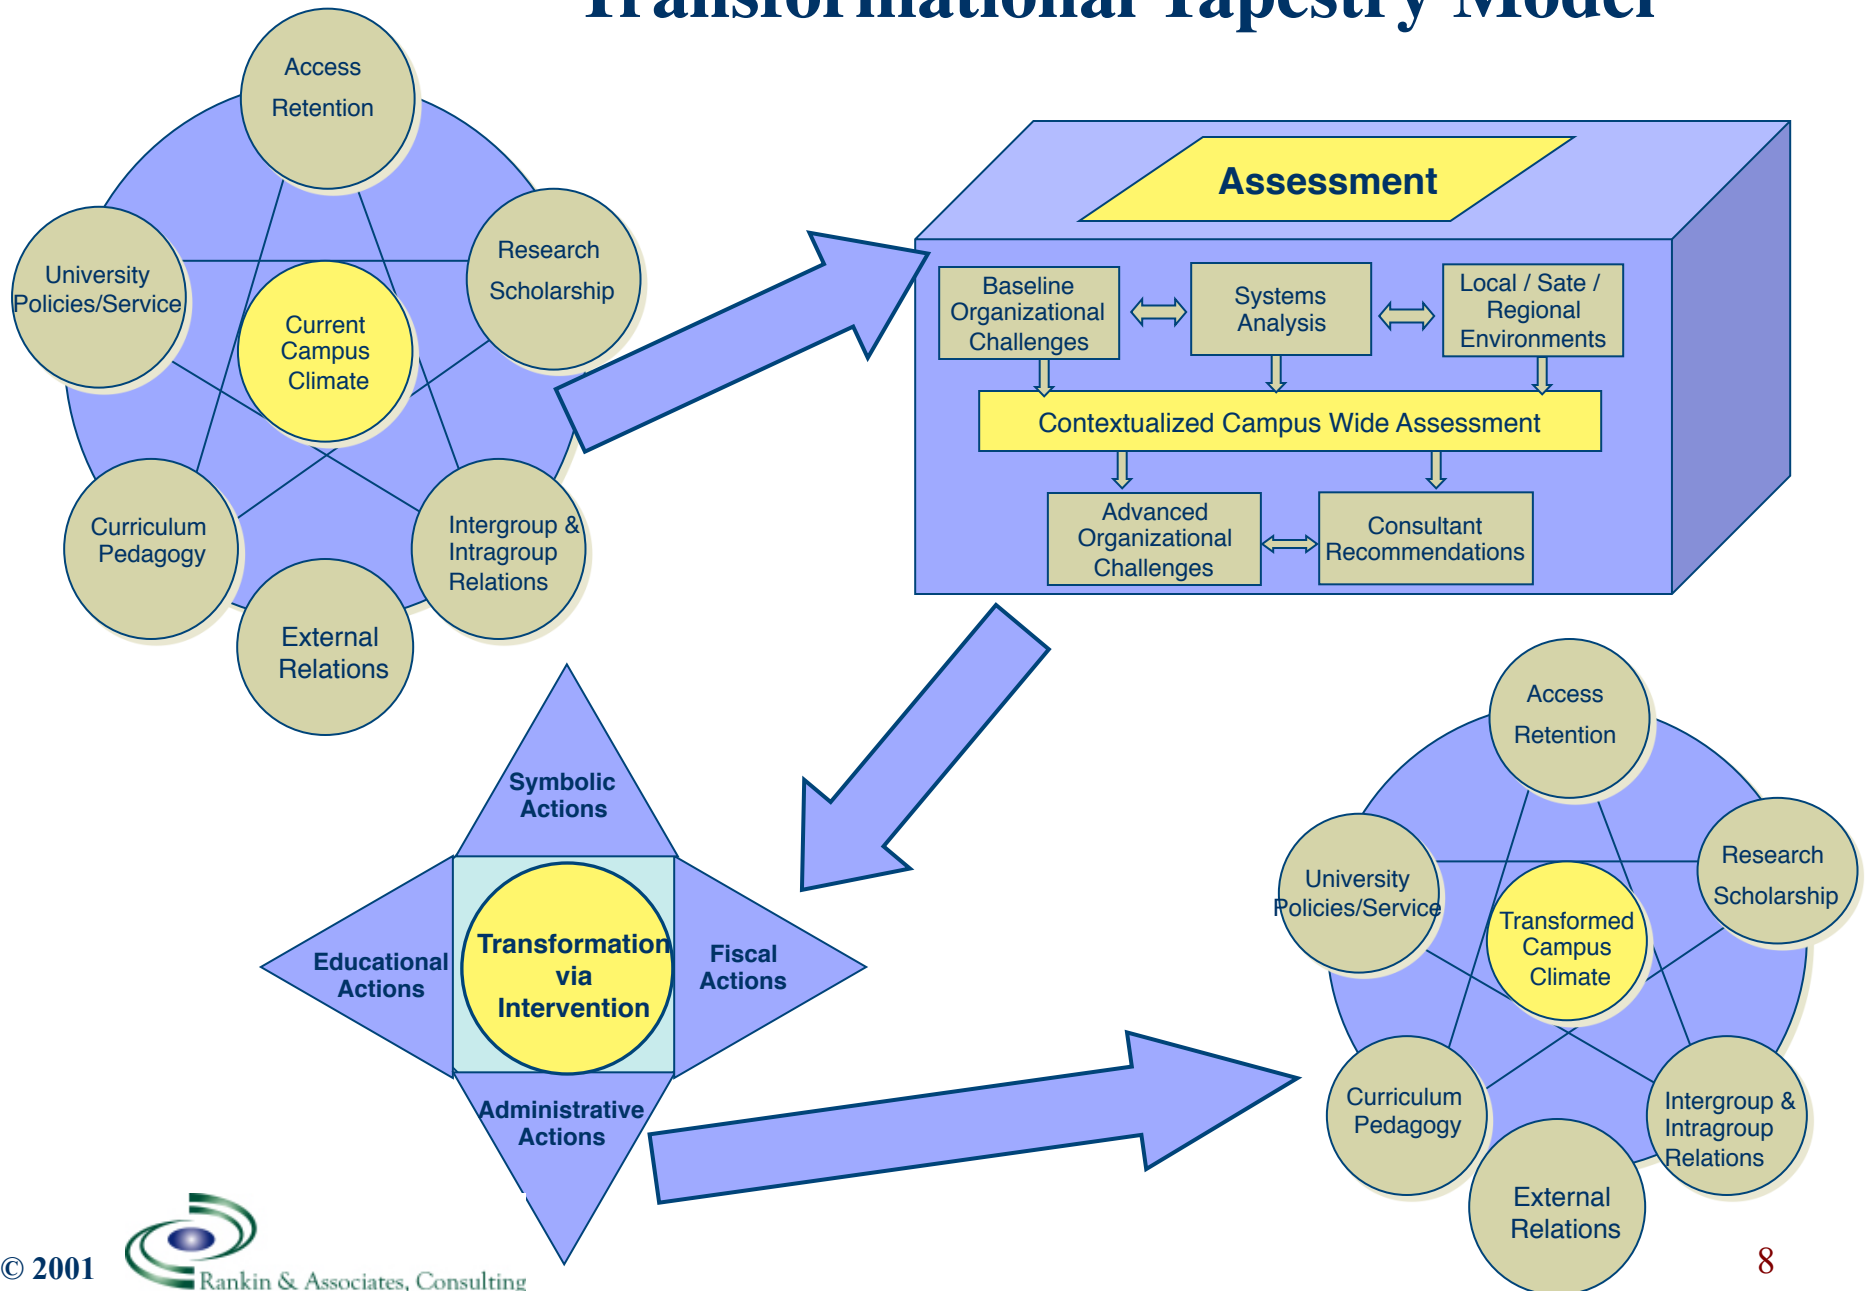 Transformational Tapestry Model
Access
Retention
Research
Scholarship
University
Policies/Service
Current
Campus
Climate
Curriculum
Pedagogy
Intergroup &
Intragroup
Relations
External
Relations
Assessment
Baseline
Organizational
Challenges
Systems
Analysis
Local / Sate /
Regional
Environments
Contextualized Campus Wide Assessment
Advanced
Organizational
Challenges
Consultant
Recommendations
Symbolic
Actions
Educational
Actions
Transformation
via
Intervention
Fiscal
Actions
Administrative
Actions
Access
Retention
Research
Scholarship
University
Policies/Service
Transformed
Campus
Climate
Curriculum
Pedagogy
Intergroup &
Intragroup
Relations
External
Relations
© 2001
Rankin & Associates, Consulting
8